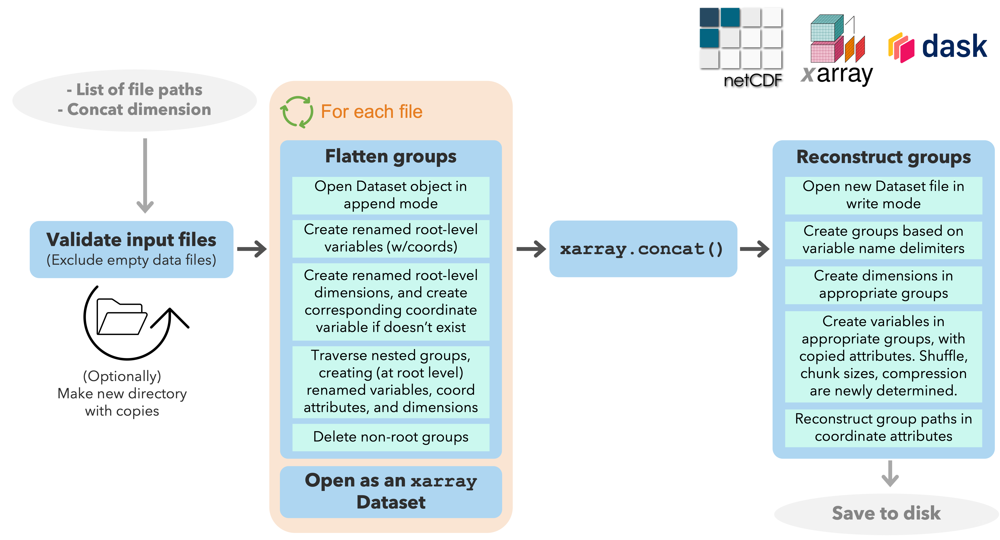 netCDF
xarray
dask
- List of file paths
- Concat dimension
Validate input files
(Exclude empty data files)
(Optionally)
Make new directory
with copies
For each file
Flatten groups
Open Dataset object in
append mode
Create renamed root-level
variables (w/coords)
Create renamed root-level
dimensions, and create
corresponding coordinate
variable if doesn’t exist
Traverse nested groups,
creating (at root level)
renamed variables, coord
attributes, and dimensions
Delete non-root groups
Open as an xarray
Dataset
xarray.concat()
Reconstruct groups
Open new Dataset file in
write mode
Create groups based on
variable name delimiters
Create dimensions in
appropriate groups
Create variables in
appropriate groups, with
copied attributes. Shuffle,
chunk sizes, compression
are newly determined.
Reconstruct group paths in
coordinate attributes
Save to disk